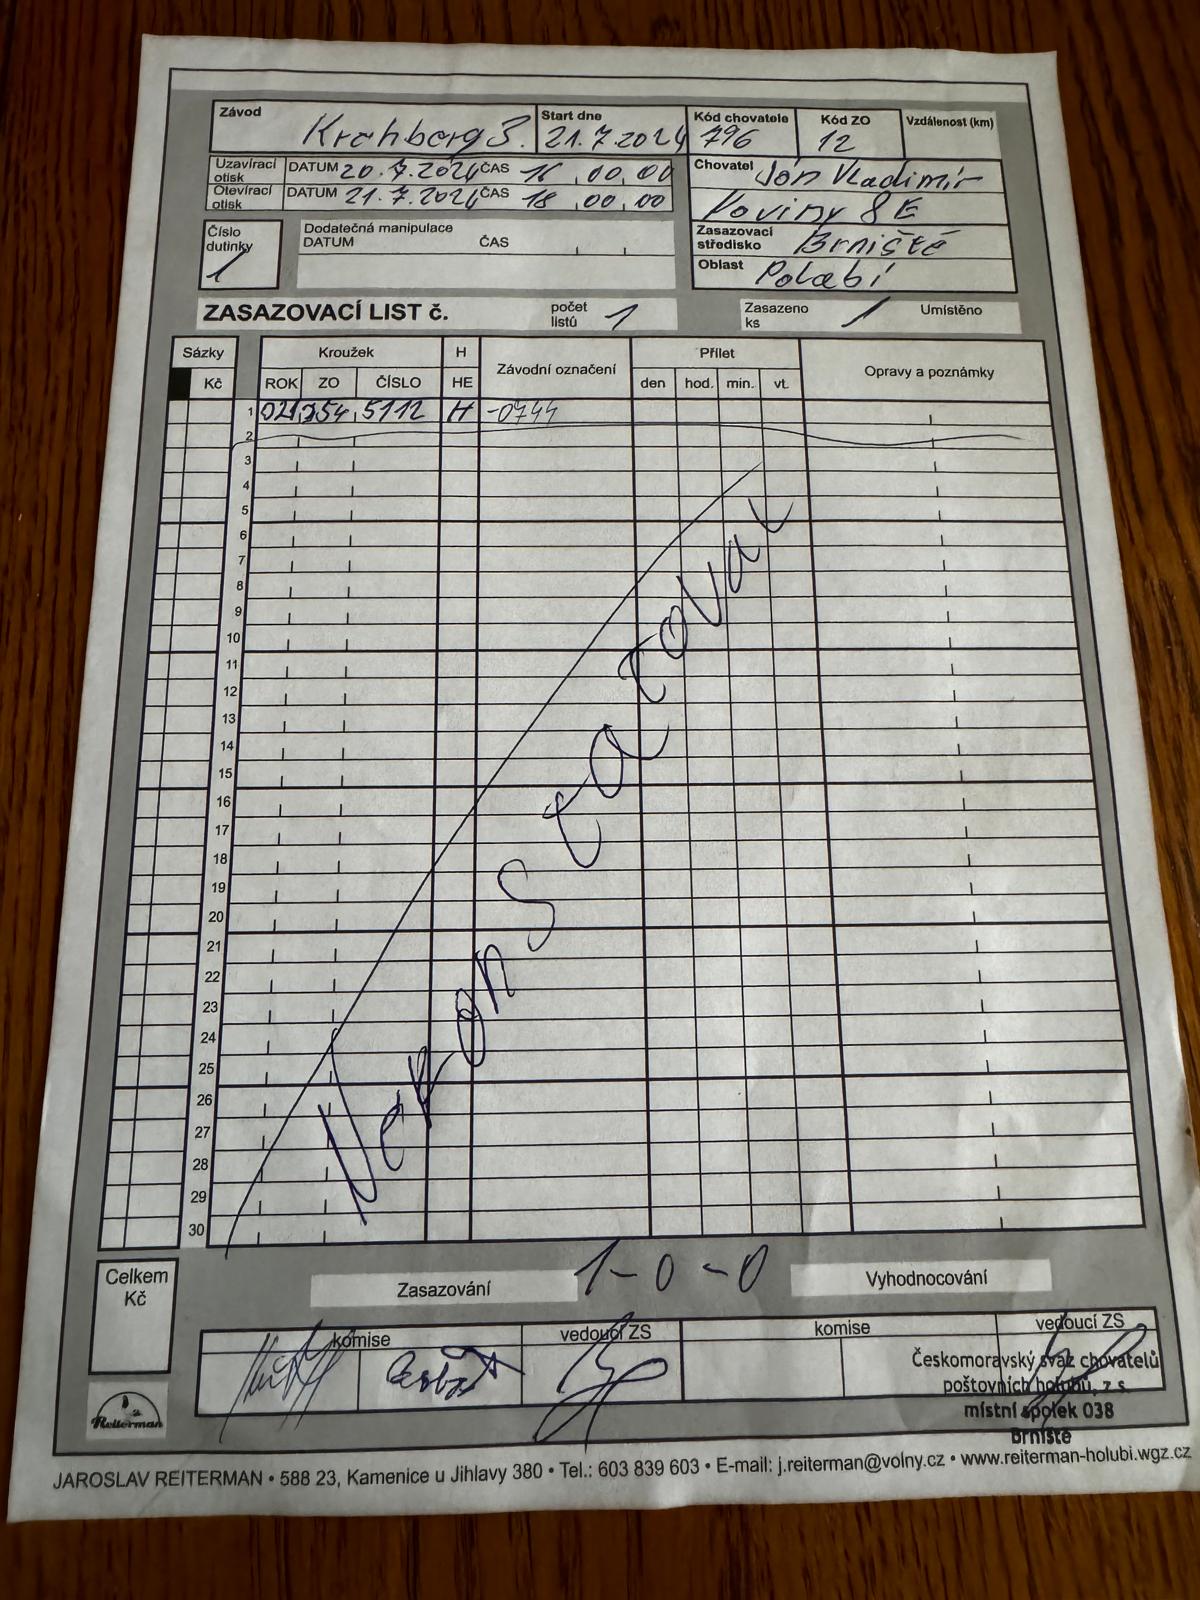 Závod Krahberg 3. Start dne 21.7.2024 Kód chovatele 796 Kód ZO 12 Vzdálenost (km)
Uzavírací otisk DATUM 20.7.2024 ČAS 16,00,00
Otevírací otisk DATUM 21.7.2024 ČAS 18,00,00
Chovatel Ján Vladimír
8E
Číslo dutinky 1
Dodatečná manipulace
DATUM ČAS
Zasazovací středisko Brniště
Oblast Polabí
ZASAZOVACÍ LIST č. počet listů 1 Zasazeno ks 1 Umístěno
Sázky Kroužek H Závodní označení Přílet Opravy a poznámky
Kč ROK ZO ČÍSLO HE den hod. min. vt.
1 021 354 5112 H -0744
2
3
4
5
6
7
8
9
10
11
12
13
14
15
16
17
18
19
20
21
22
23
24
25
26
27
28
29
30
Nekonstatoval
Celkem Kč
Zasazování 1-0-0 Vyhodnocování
komise vedoucí ZS komise vedoucí ZS
Českomoravský svaz chovatelů
poštovních holubů, z.s.
místní spolek 038
Brniště
Reiterman
JAROSLAV REITERMAN • 588 23, Kamenice u Jihlavy 380 • Tel.: 603 839 603 • E-mail: j.reiterman@volny.cz • www.reiterman-holubi.wgz.cz